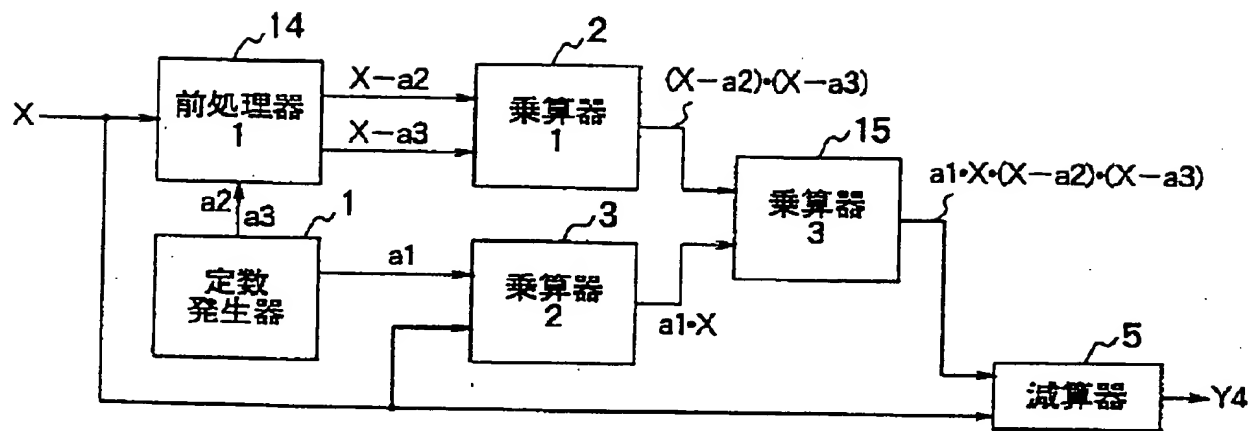 14
2
X
前処理器
1
X−a2
X−a3
乗算器
1
(X−a2)·(X−a3)
15
乗算器
3
a1·X·(X−a2)·(X−a3)
a2
a3
1
定数
発生器
a1
3
乗算器
2
a1·X
5
減算器
Y4